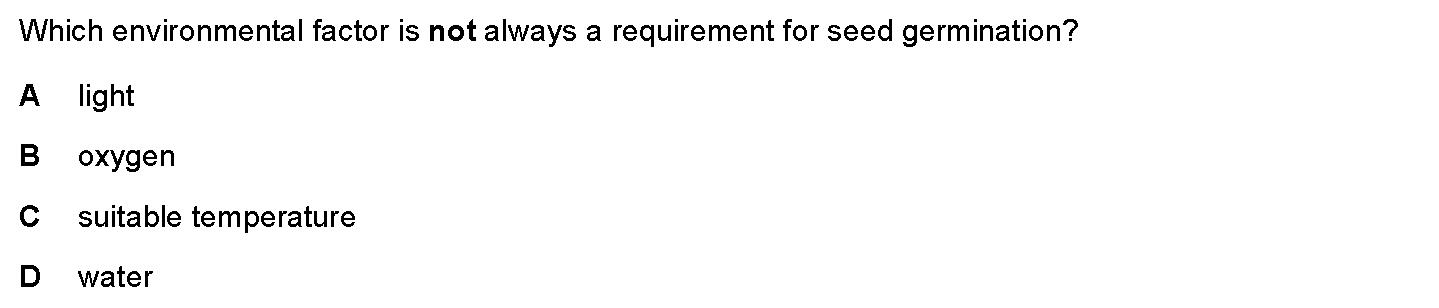 Which environmental factor is not always a requirement for seed germination?
A light
B oxygen
C suitable temperature
D water